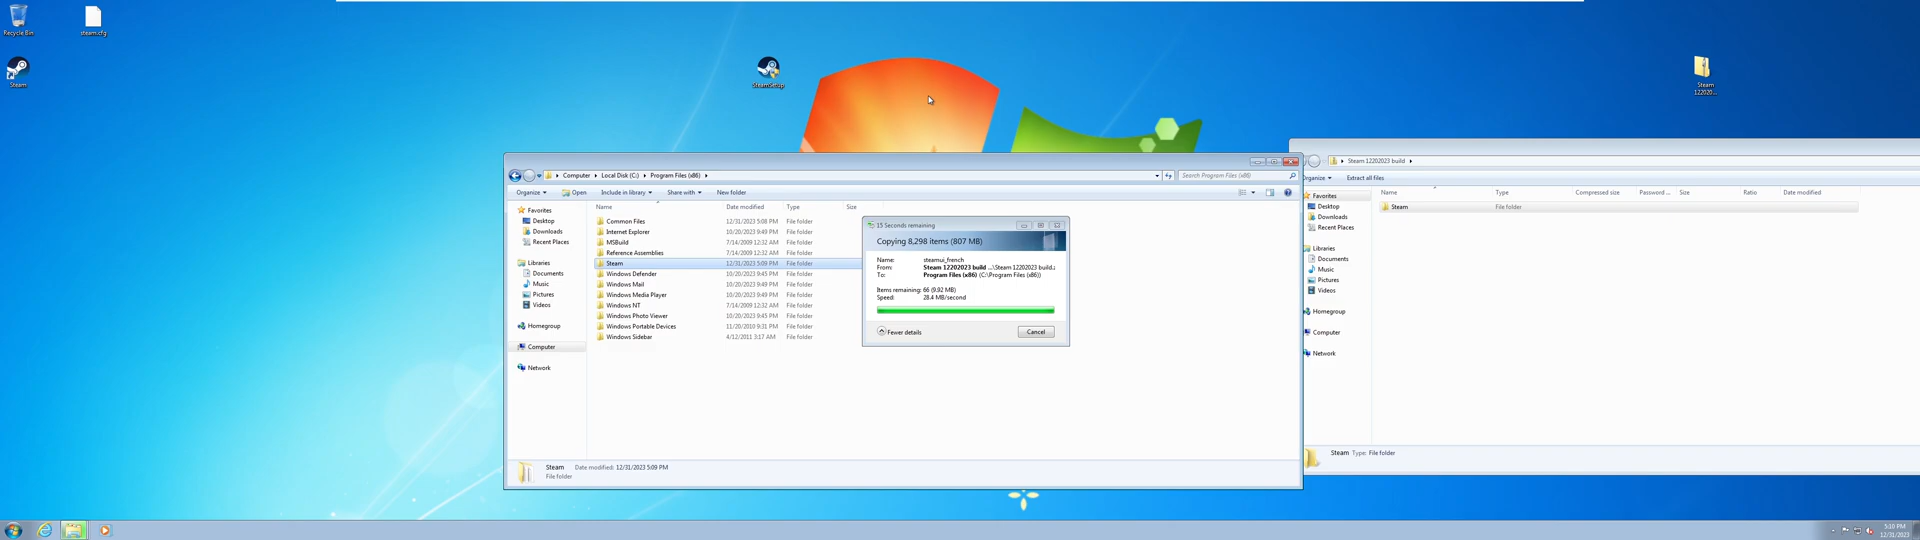 Recycle Bin
steam.cfg
Steam
SteamSetup
Steam
122020...
Computer
Local Disk (C:)
Program Files (x86)
Search Program Files (x86)
Organize
Open
Include in library
Share with
New folder
Name
Date modified
Type
Size
Favorites
Desktop
Downloads
Recent Places
Libraries
Documents
Music
Pictures
Videos
Homegroup
Computer
Network
Common Files 12/31/2023 5:08 PM File folder
Internet Explorer 10/20/2023 9:49 PM File folder
MSBuild 7/14/2009 12:32 AM File folder
Reference Assemblies 7/14/2009 12:32 AM File folder
Steam 12/31/2023 5:09 PM File folder
Windows Defender 10/20/2023 9:45 PM File folder
Windows Mail 10/20/2023 9:49 PM File folder
Windows Media Player 10/20/2023 9:49 PM File folder
Windows NT 7/14/2009 12:32 AM File folder
Windows Photo Viewer 10/20/2023 9:45 PM File folder
Windows Portable Devices 11/20/2010 9:31 PM File folder
Windows Sidebar 4/12/2011 3:17 AM File folder
Steam Date modified: 12/31/2023 5:09 PM
File folder
15 Seconds remaining
Copying 8,298 items (807 MB)
Name: steamui_french
From: Steam 12202023 build ...\Steam 12202023 build.
To: Program Files (x86) (C:\Program Files (x86))
Items remaining: 66 (9.92 MB)
Speed: 28.4 MB/second
Fewer details
Cancel
Steam 12202023 build
Organize
Extract all files
Name
Type
Compressed size
Password ...
Size
Ratio
Date modified
Favorites
Desktop
Downloads
Recent Places
Libraries
Documents
Music
Pictures
Videos
Homegroup
Computer
Network
Steam File folder
Steam Type: File folder
5:10 PM
12/31/2023